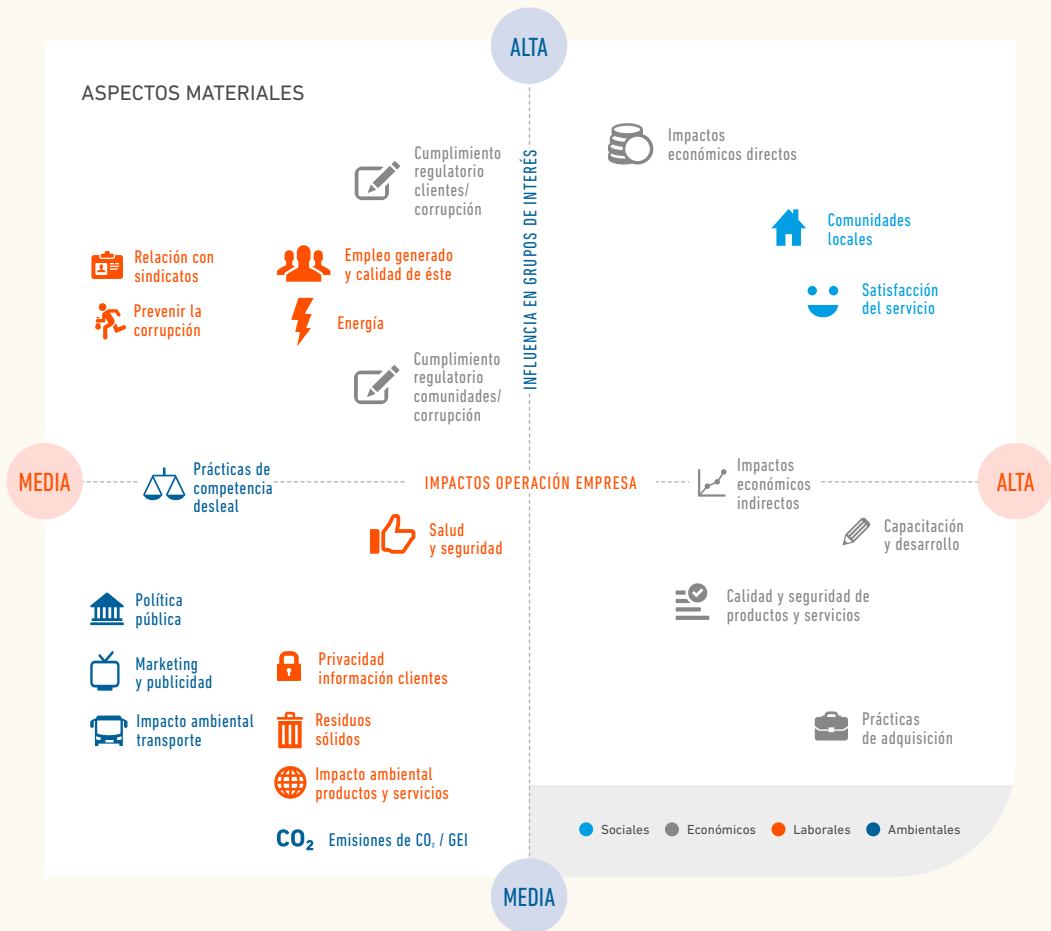 ALTA
ASPECTOS MATERIALES
Impactos
económicos directos
Cumplimiento
regulatorio
clientes/
corrupción
INFLUENCIA EN GRUPOS DE INTERÉS
Comunidades
locales
Relación con
sindicatos
Empleo generado
y calidad de éste
Satisfacción
del servicio
Prevenir la
corrupción
Energía
Cumplimiento
regulatorio
comunidades/
corrupción
MEDIA
Prácticas de
competencia
desleal
IMPACTOS OPERACIÓN EMPRESA
Impactos
económicos
indirectos
ALTA
Salud
y seguridad
Capacitación
y desarrollo
Política
pública
Calidad y seguridad de
productos y servicios
Marketing
y publicidad
Privacidad
información clientes
Impacto ambiental
transporte
Residuos
sólidos
Prácticas
de adquisición
Impacto ambiental
productos y servicios
CO₂ Emisiones de CO₂ / GEI
Sociales Económicos Laborales Ambientales
MEDIA